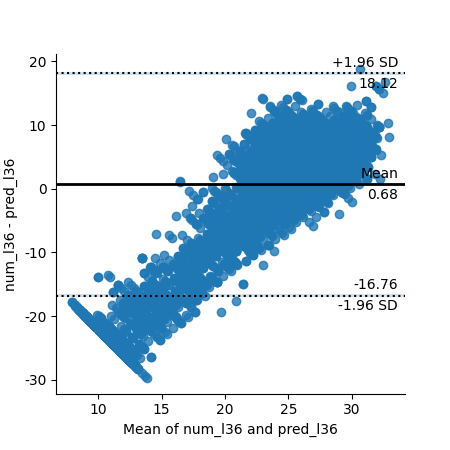 +1.96 SD
18.12
Mean
0.68
-16.76
-1.96 SD
20
10
0
-10
-20
-30
num_l36 - pred_l36
10 15 20 25 30
Mean of num_l36 and pred_l36